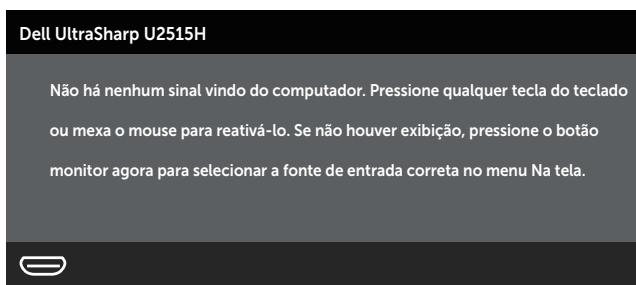 Dell UltraSharp U2515H
Não há nenhum sinal vindo do computador. Pressione qualquer tecla do teclado
ou mexa o mouse para reativá-lo. Se não houver exibição, pressione o botão
monitor agora para selecionar a fonte de entrada correta no menu Na tela.